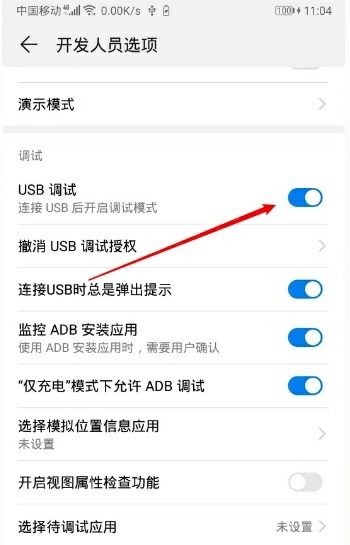 中国移动 4G 0.00K/s 100 11:04
开发人员选项
演示模式
调试
USB 调试
连接 USB 后开启调试模式
撤消 USB 调试授权
连接USB时总是弹出提示
监控 ADB 安装应用
使用 ADB 安装应用时，需要用户确认
“仅充电”模式下允许 ADB 调试
选择模拟位置信息应用
未设置
开启视图属性检查功能
选择待调试应用 未设置